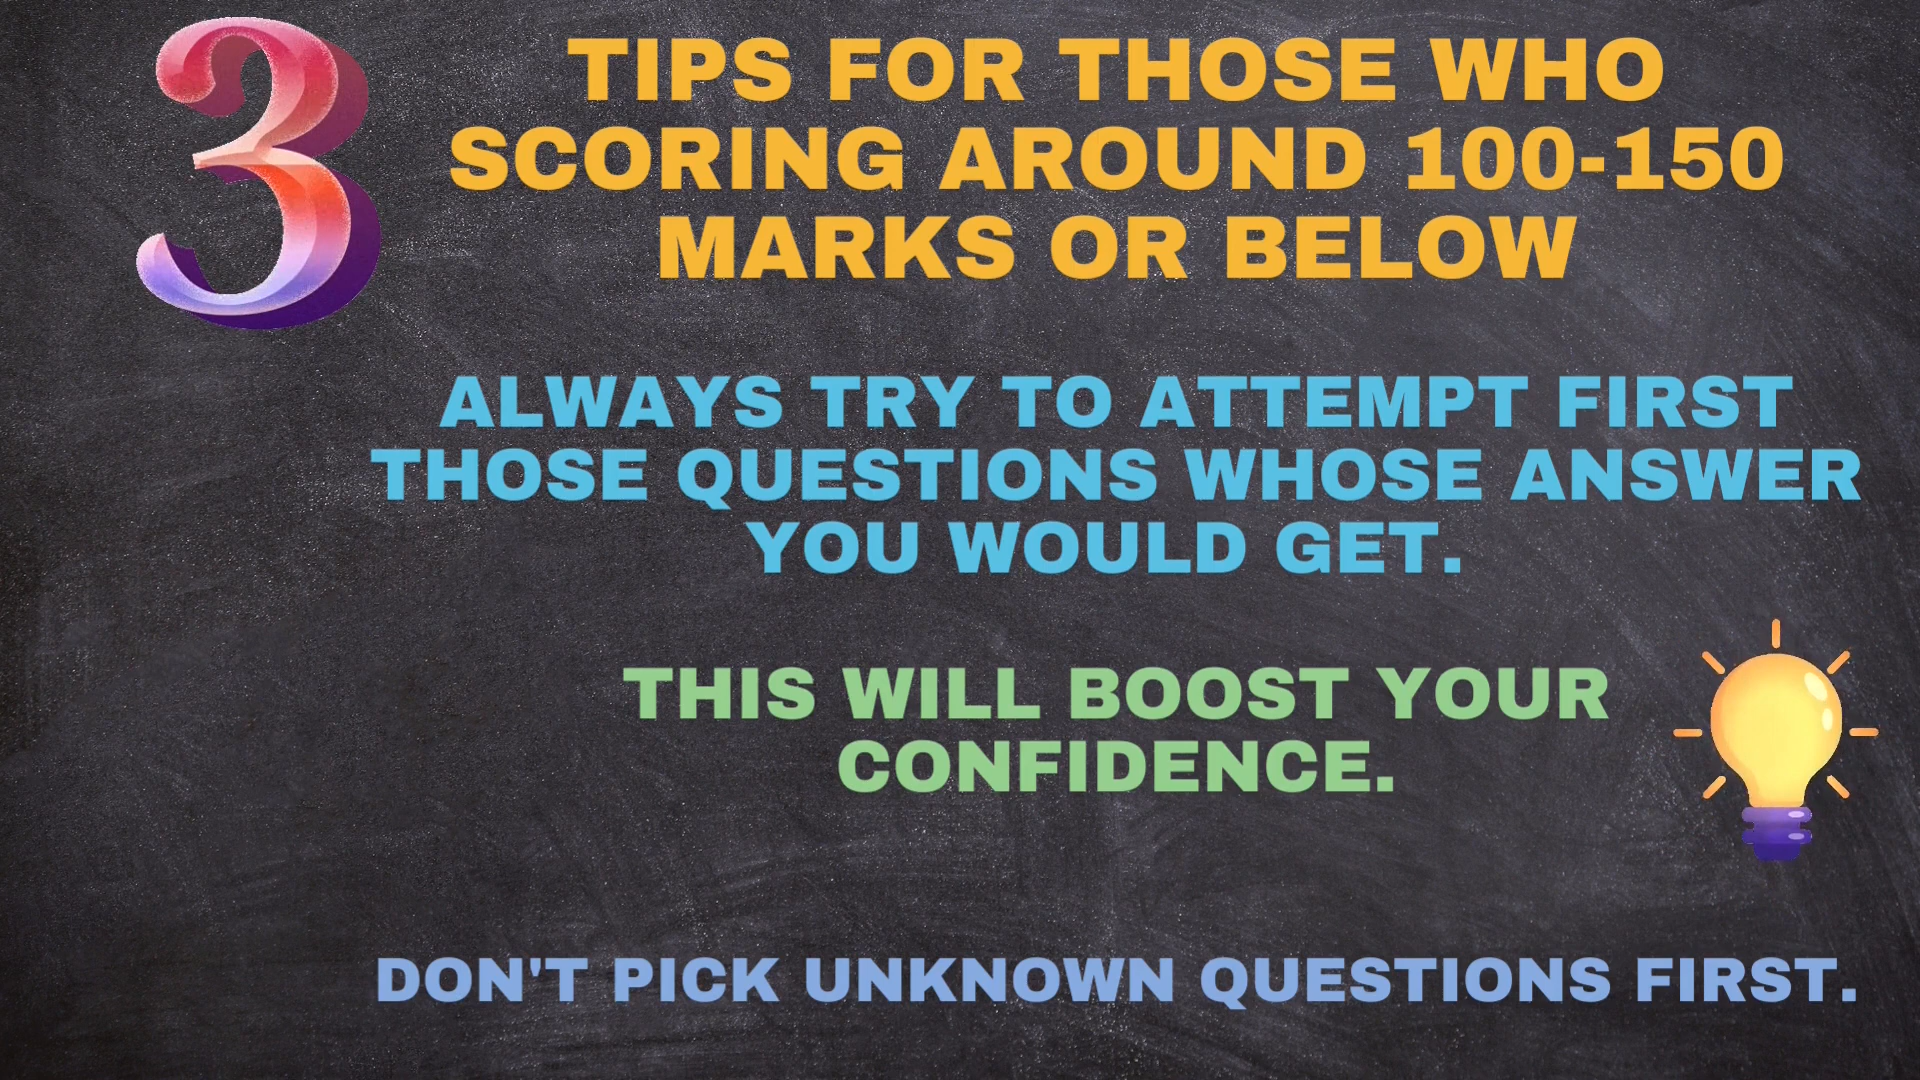 3
TIPS FOR THOSE WHO
SCORING AROUND 100-150
MARKS OR BELOW
ALWAYS TRY TO ATTEMPT FIRST
THOSE QUESTIONS WHOSE ANSWER
YOU WOULD GET.
THIS WILL BOOST YOUR
CONFIDENCE.
DON'T PICK UNKNOWN QUESTIONS FIRST.